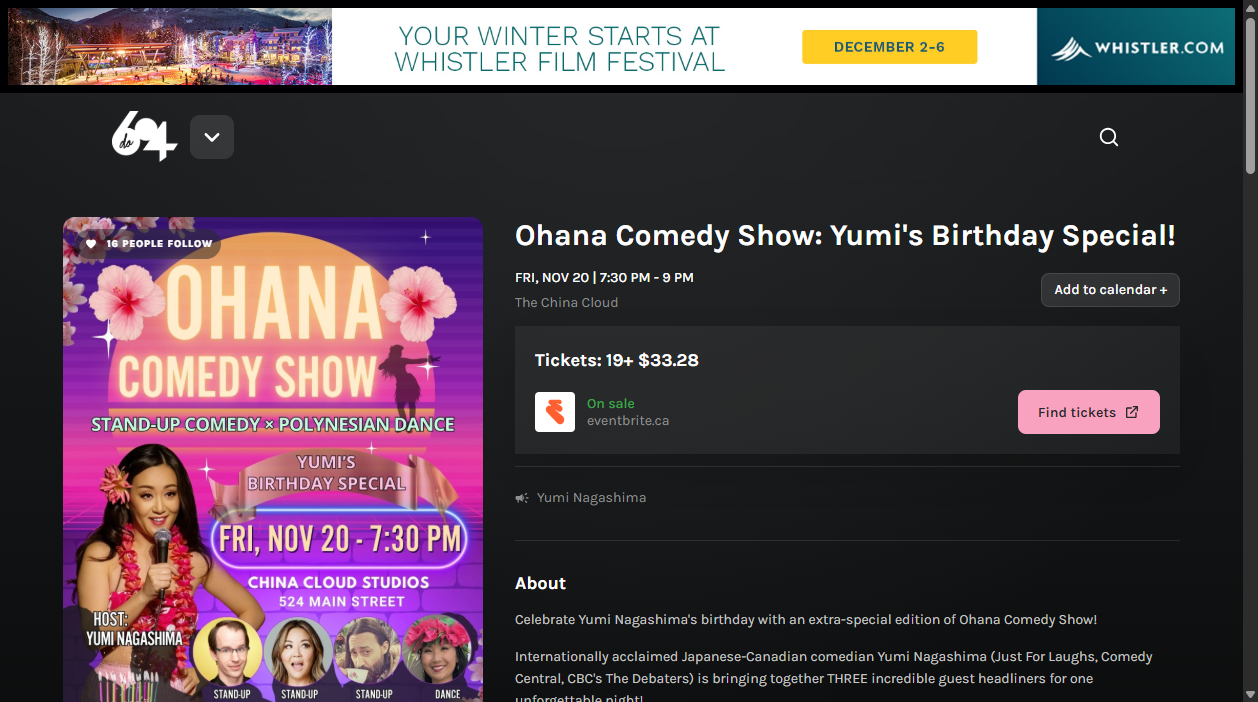 YOUR WINTER STARTS AT
WHISTLER FILM FESTIVAL
DECEMBER 2-6
WHISTLER.COM
do604
16 PEOPLE FOLLOW
OHANA
COMEDY SHOW
STAND-UP COMEDY × POLYNESIAN DANCE
YUMI'S
BIRTHDAY SPECIAL
FRI, NOV 20 - 7:30 PM
CHINA CLOUD STUDIOS
524 MAIN STREET
HOST:
YUMI NAGASHIMA
STAND-UP
STAND-UP
STAND-UP
DANCE
Ohana Comedy Show: Yumi's Birthday Special!
FRI, NOV 20 | 7:30 PM - 9 PM
The China Cloud
Add to calendar +
Tickets: 19+ $33.28
On sale
eventbrite.ca
Find tickets
Yumi Nagashima
About
Celebrate Yumi Nagashima's birthday with an extra-special edition of Ohana Comedy Show!
Internationally acclaimed Japanese-Canadian comedian Yumi Nagashima (Just For Laughs, Comedy
Central, CBC's The Debaters) is bringing together THREE incredible guest headliners for one
unforgettable night!